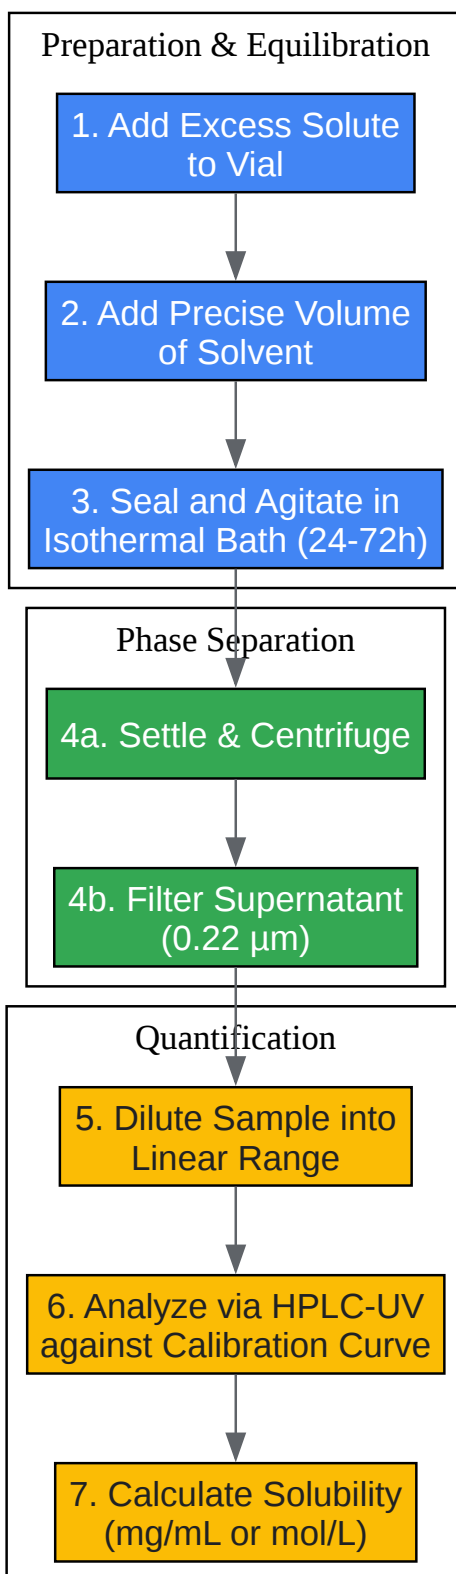 Preparation & Equilibration
1. Add Excess Solute
to Vial
2. Add Precise Volume
of Solvent
3. Seal and Agitate in
Isothermal Bath (24-72h)
Phase Separation
4a. Settle & Centrifuge
4b. Filter Supernatant
(0.22 µm)
Quantification
5. Dilute Sample into
Linear Range
6. Analyze via HPLC-UV
against Calibration Curve
7. Calculate Solubility
(mg/mL or mol/L)